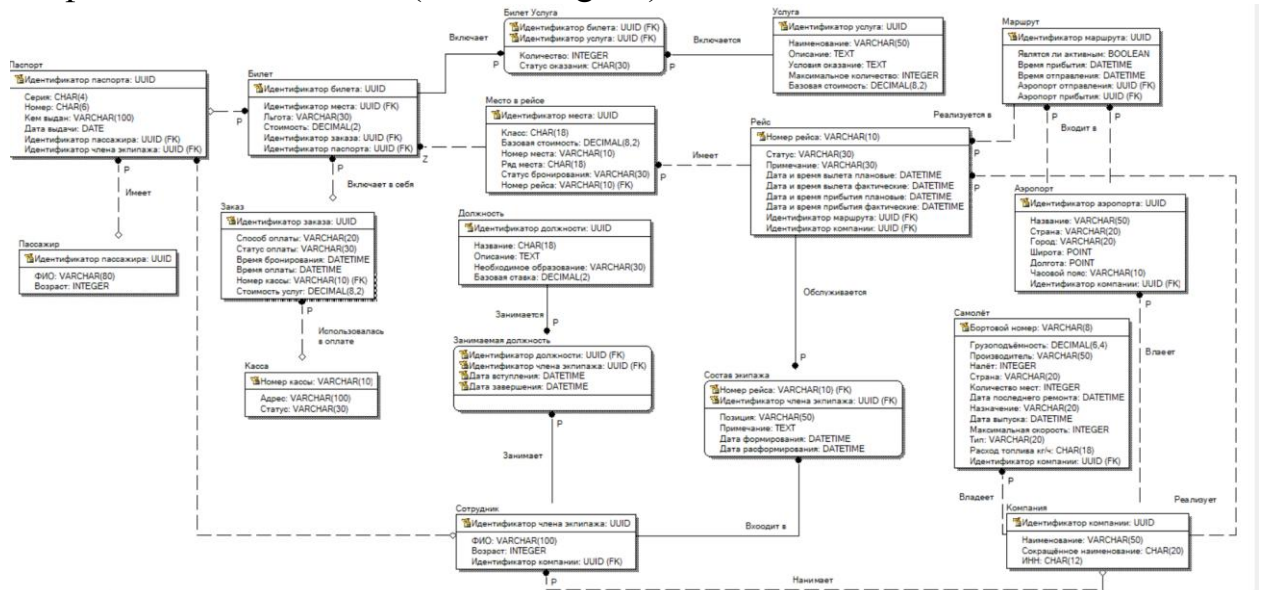 Паспорт
Идентификатор паспорта: UUID
Серия: CHAR(4)
Номер: CHAR(6)
Кем выдан: VARCHAR(100)
Дата выдачи: DATE
Идентификатор пассажира: UUID (FK)
Идентификатор члена экпипажа: UUID (FK)
P
P
Имеет
Пассажир
Идентификатор пассажира: UUID
ФИО: VARCHAR(80)
Возраст: INTEGER
Билет
Идентификатор билета: UUID
Идентификатор места: UUID (FK)
Льгота: VARCHAR(30)
Стоимость: DECIMAL(2)
Идентификатор заказа: UUID (FK)
Идентификатор паспорта: UUID (FK)
P
P
Включает
P
Включает в себя
Заказ
Идентификатор заказа: UUID
Способ оплаты: VARCHAR(20)
Статус оплаты: VARCHAR(30)
Время бронирования: DATETIME
Время оплаты: DATETIME
Номер кассы: VARCHAR(10) (FK)
Стоимость услуг: DECIMAL(8,2)
P
Использовалась
в оплате
Касса
Номер кассы: VARCHAR(10)
Адрес: VARCHAR(100)
Статус: VARCHAR(30)
Билет Услуга
Идентификатор билета: UUID (FK)
Идентификатор услуга: UUID (FK)
Количество: INTEGER
Статус оказания: CHAR(30)
P
Включается
Услуга
Идентификатор услуга: UUID
Наименование: VARCHAR(50)
Описание: TEXT
Условия оказание: TEXT
Максимальное количество: INTEGER
Базовая стоимость: DECIMAL(8,2)
Место в рейсе
Идентификатор места: UUID
Класс: CHAR(18)
Базовая стоимость: DECIMAL(8,2)
Номер места: VARCHAR(10)
Ряд места: CHAR(18)
Статус бронирования: VARCHAR(30)
Номер рейса: VARCHAR(10) (FK)
Z
Имеет
P
Должность
Идентификатор должности: UUID
Название: CHAR(18)
Описание: TEXT
Необходимое образование: VARCHAR(30)
Базовая ставка: DECIMAL(2)
Занимается
P
Занимаемая должность
Идентификатор должности: UUID (FK)
Идентификатор члена экпипажа: UUID (FK)
Дата вступления: DATETIME
Дата завершения: DATETIME
P
Занимает
Сотрудник
Идентификатор члена экпипажа: UUID
ФИО: VARCHAR(100)
Возраст: INTEGER
Идентификатор компании: UUID (FK)
P
Рейс
Номер рейса: VARCHAR(10)
Статус: VARCHAR(30)
Примечание: VARCHAR(30)
Дата и время вылета плановые: DATETIME
Дата и время вылета фактические: DATETIME
Дата и время прибытия плановые: DATETIME
Дата и время прибытия фактические: DATETIME
Идентификатор маршрута: UUID (FK)
Идентификатор компании: UUID (FK)
P
P
Реализуется в
Обслуживается
P
Состав экипажа
Номер рейса: VARCHAR(10) (FK)
Идентификатор члена экпипажа: UUID (FK)
Позиция: VARCHAR(50)
Примечание: TEXT
Дата формирования: DATETIME
Дата расформирования: DATETIME
P
Входит в
Маршрут
Идентификатор маршрута: UUID
Являтся ли активным: BOOLEAN
Время прибытия: DATETIME
Время отправления: DATETIME
Аэропорт отправления: UUID (FK)
Аэропорт прибытия: UUID (FK)
P
P
Входит в
Аэропорт
Идентификатор аэропорта: UUID
Название: VARCHAR(50)
Страна: VARCHAR(20)
Город: VARCHAR(20)
Широта: POINT
Долгота: POINT
Часовой пояс: VARCHAR(10)
Идентификатор компании: UUID (FK)
P
Влаеет
Самолёт
Бортовой номер: VARCHAR(8)
Грузоподъёмность: DECIMAL(6,4)
Производитель: VARCHAR(50)
Налёт: INTEGER
Страна: VARCHAR(20)
Количество мест: INTEGER
Дата последнего ремонта: DATETIME
Назначение: VARCHAR(20)
Дата выпуска: DATETIME
Максимальная скорость: INTEGER
Тип: VARCHAR(20)
Расход топлива кг/ч: CHAR(18)
Идентификатор компании: UUID (FK)
P
Владеет
Реализует
Компания
Идентификатор компании: UUID
Наименование: VARCHAR(50)
Сокращённое наименование: CHAR(20)
ИНН: CHAR(12)
Нанимает